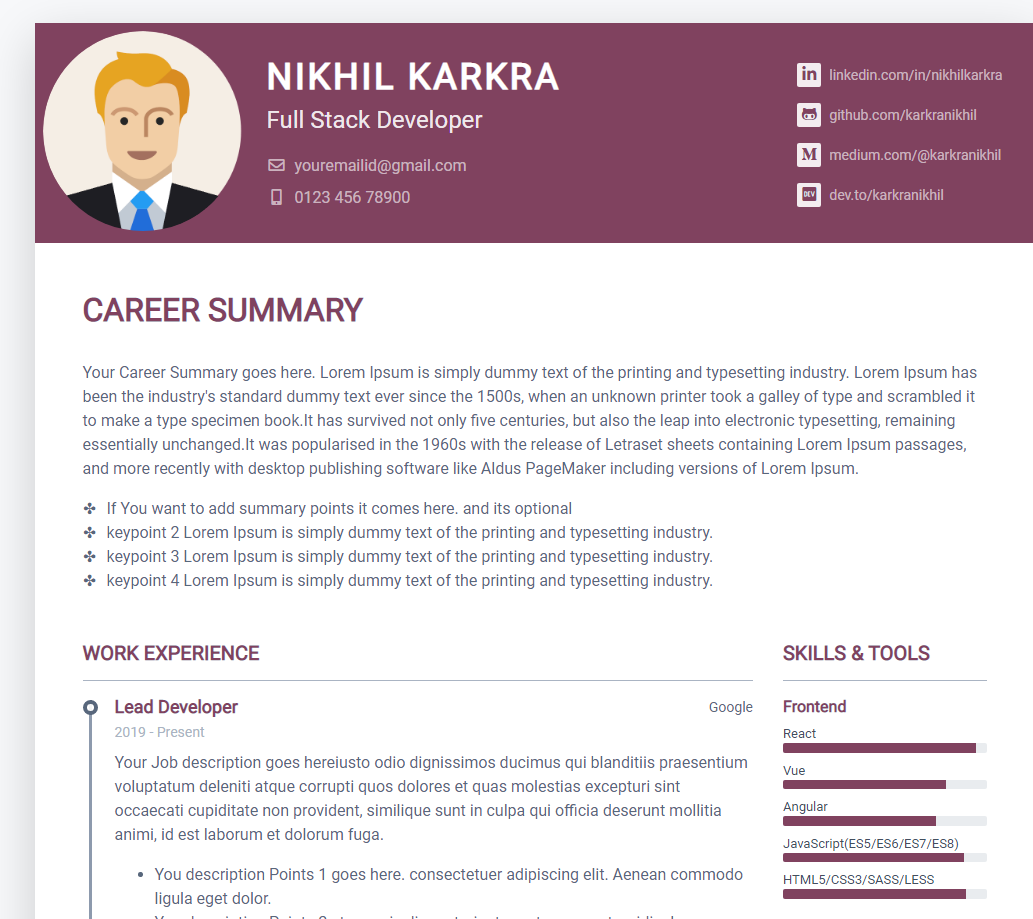 NIKHIL KARKRA
Full Stack Developer
youremailid@gmail.com
0123 456 78900
in linkedin.com/in/nikhilkarkra
github.com/karkranikhil
M medium.com/@karkranikhil
DEV dev.to/karkranikhil
CAREER SUMMARY
Your Career Summary goes here. Lorem Ipsum is simply dummy text of the printing and typesetting industry. Lorem Ipsum has
been the industry's standard dummy text ever since the 1500s, when an unknown printer took a galley of type and scrambled it
to make a type specimen book.It has survived not only five centuries, but also the leap into electronic typesetting, remaining
essentially unchanged.It was popularised in the 1960s with the release of Letraset sheets containing Lorem Ipsum passages,
and more recently with desktop publishing software like Aldus PageMaker including versions of Lorem Ipsum.
✤ If You want to add summary points it comes here. and its optional
✤ keypoint 2 Lorem Ipsum is simply dummy text of the printing and typesetting industry.
✤ keypoint 3 Lorem Ipsum is simply dummy text of the printing and typesetting industry.
✤ keypoint 4 Lorem Ipsum is simply dummy text of the printing and typesetting industry.
WORK EXPERIENCE
Lead Developer
Google
2019 - Present
Your Job description goes hereiusto odio dignissimos ducimus qui blanditiis praesentium
voluptatum deleniti atque corrupti quos dolores et quas molestias excepturi sint
occaecati cupiditate non provident, similique sunt in culpa qui officia deserunt mollitia
animi, id est laborum et dolorum fuga.
• You description Points 1 goes here. consectetuer adipiscing elit. Aenean commodo
ligula eget dolor.
SKILLS & TOOLS
Frontend
React
Vue
Angular
JavaScript(ES5/ES6/ES7/ES8)
HTML5/CSS3/SASS/LESS